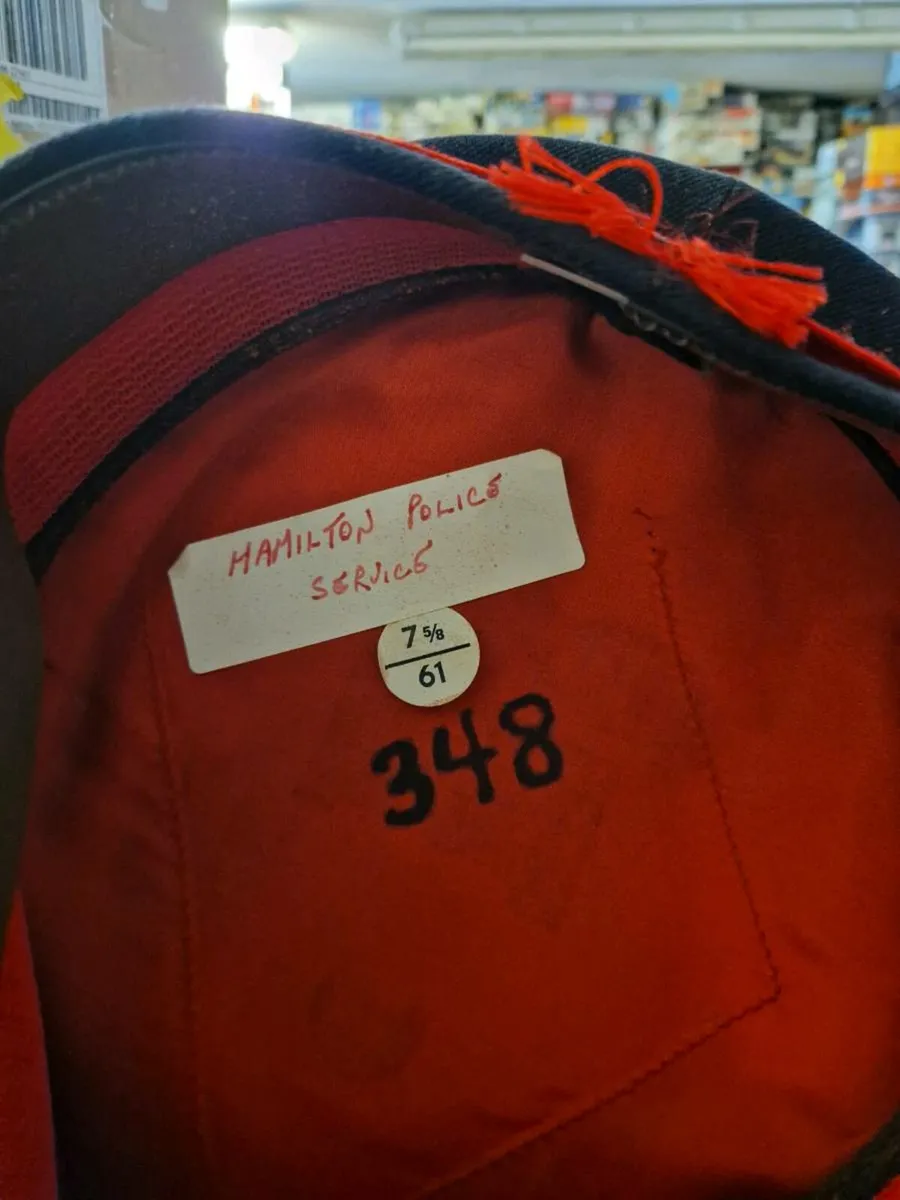 HAMILTON POLICE
SERVICE
7 5/8
61
348